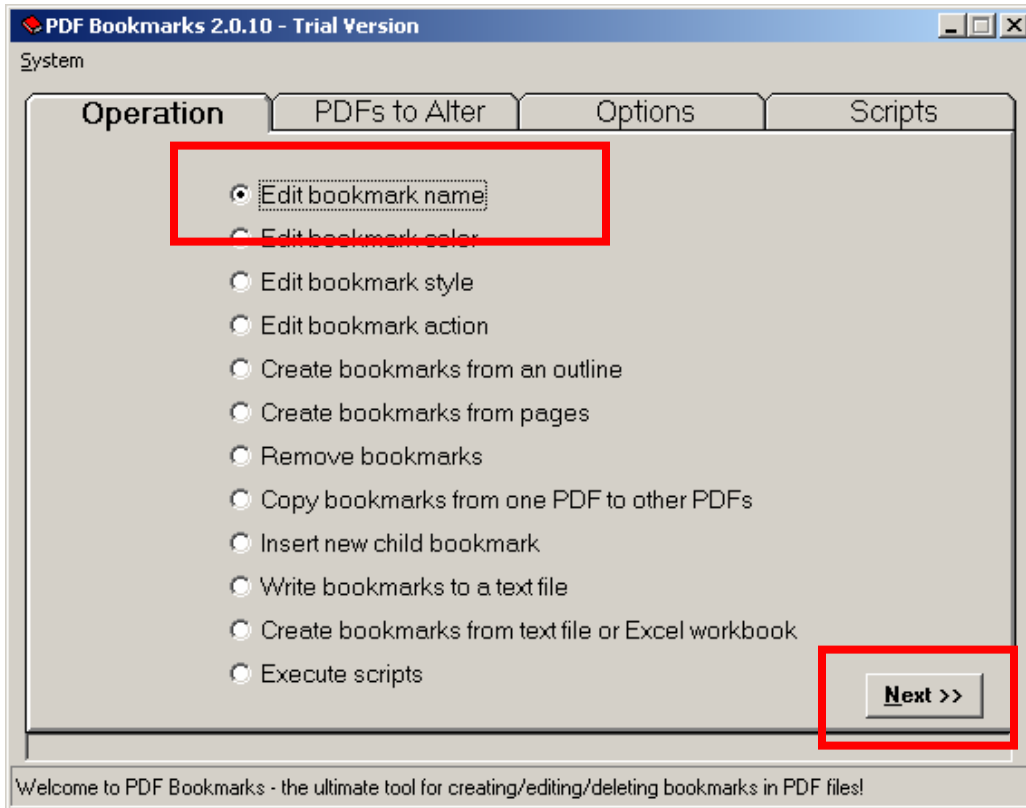 PDF Bookmarks 2.0.10 - Trial Version
System
Operation PDFs to Alter Options Scripts
Edit bookmark name
Edit bookmark color
Edit bookmark style
Edit bookmark action
Create bookmarks from an outline
Create bookmarks from pages
Remove bookmarks
Copy bookmarks from one PDF to other PDFs
Insert new child bookmark
Write bookmarks to a text file
Create bookmarks from text file or Excel workbook
Execute scripts
Next >>
Welcome to PDF Bookmarks - the ultimate tool for creating/editing/deleting bookmarks in PDF files!